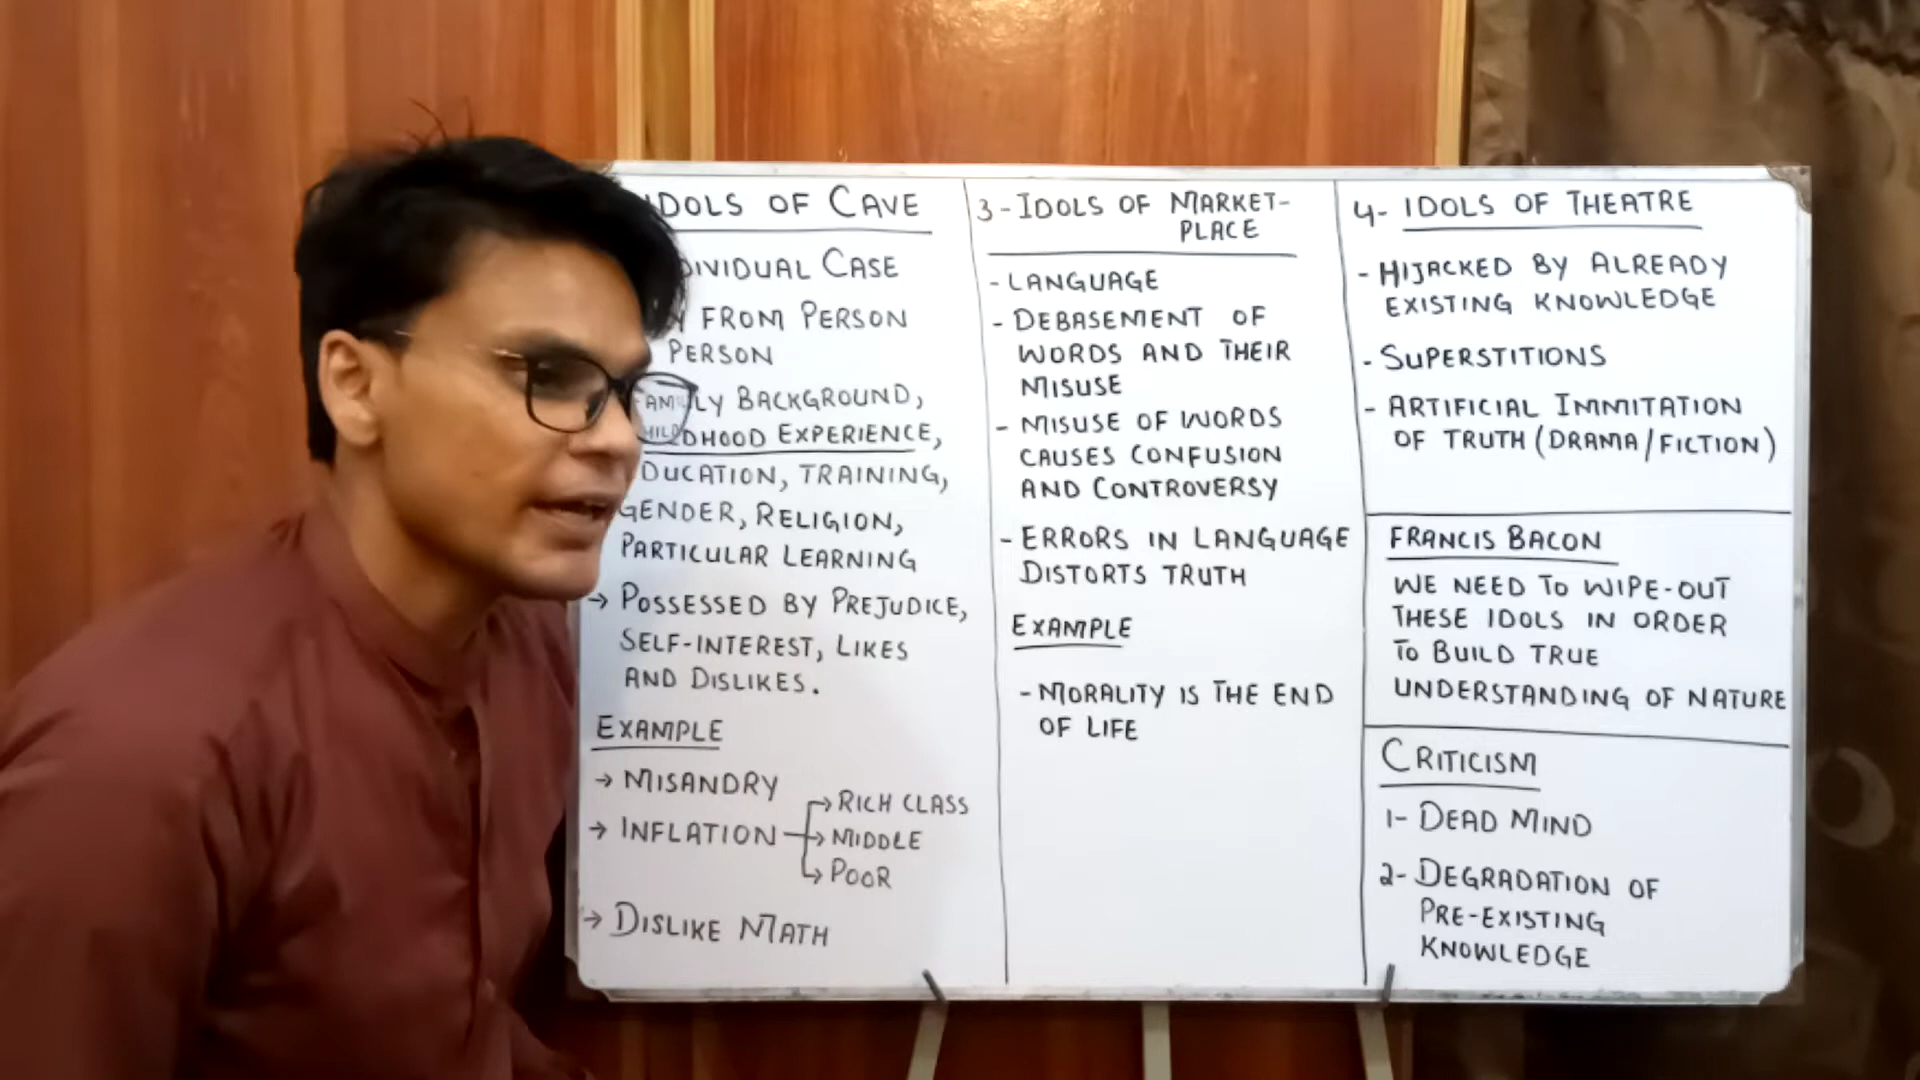 IDOLS OF CAVE
CASE
FROM PERSON
PERSON
FAMILY BACKGROUND,
CHILDHOOD EXPERIENCE,
TRAINING,
GENDER, RELIGION,
PARTICULAR LEARNING
→ POSSESSED BY PREJUDICE,
SELF-INTEREST, LIKES
AND DISLIKES.
EXAMPLE
→ MISANDRY
→ INFLATION → RICH CLASS
→ MIDDLE
→ POOR
→ DISLIKE MATH
3- IDOLS OF MARKET-
PLACE
- LANGUAGE
- DEBASEMENT OF
WORDS AND THEIR
MISUSE
- MISUSE OF WORDS
CAUSES CONFUSION
AND CONTROVERSY
- ERRORS IN LANGUAGE
DISTORTS TRUTH
EXAMPLE
- MORALITY IS THE END
OF LIFE
4- IDOLS OF THEATRE
- HIJACKED BY ALREADY
EXISTING KNOWLEDGE
- SUPERSTITIONS
- ARTIFICIAL IMMITATION
OF TRUTH (DRAMA/FICTION)
FRANCIS BACON
WE NEED TO WIPE-OUT
THESE IDOLS IN ORDER
TO BUILD TRUE
UNDERSTANDING OF NATURE
CRITICISM
1- DEAD MIND
2- DEGRADATION OF
PRE-EXISTING
KNOWLEDGE